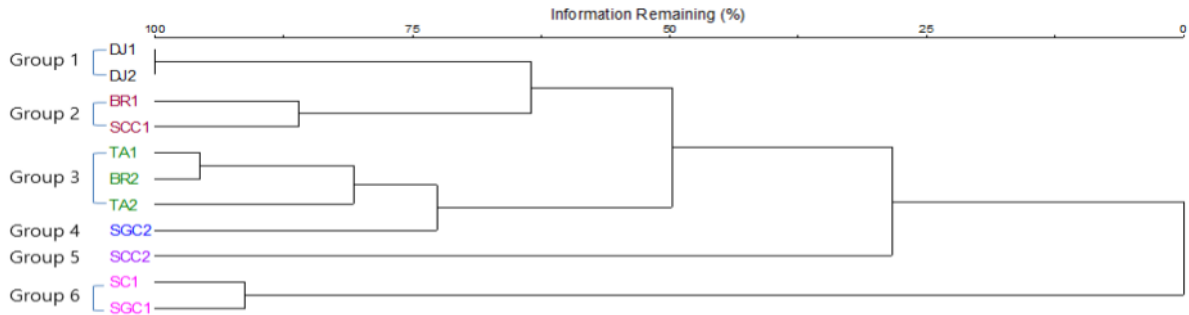 Information Remaining (%)
100 75 50 25 0
Group 1
DJ1
DJ2
Group 2
BR1
SCC1
Group 3
TA1
BR2
TA2
Group 4
SGC2
Group 5
SCC2
Group 6
SC1
SGC1